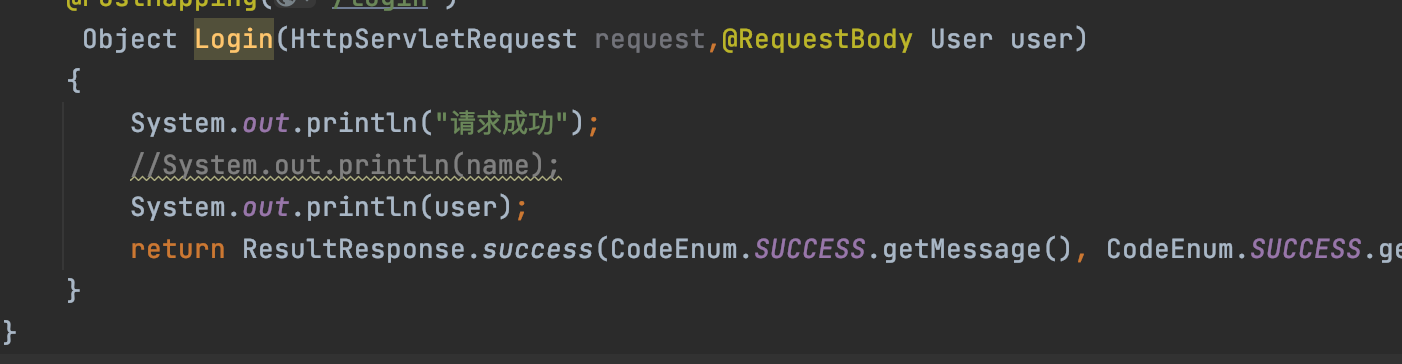 @PostMapping("/login")
Object Login(HttpServletRequest request,@RequestBody User user)
{
System.out.println("请求成功");
//System.out.println(name);
System.out.println(user);
return ResultResponse.success(CodeEnum.SUCCESS.getMessage(), CodeEnum.SUCCESS.ge
}
}